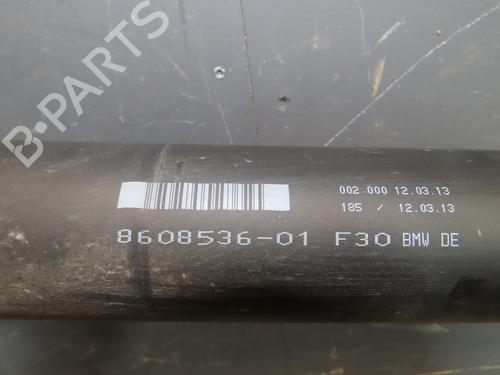 B-PARTS
002 000 12.03.13
185 / 12.03.13
8608536-01 F30 BMW DE